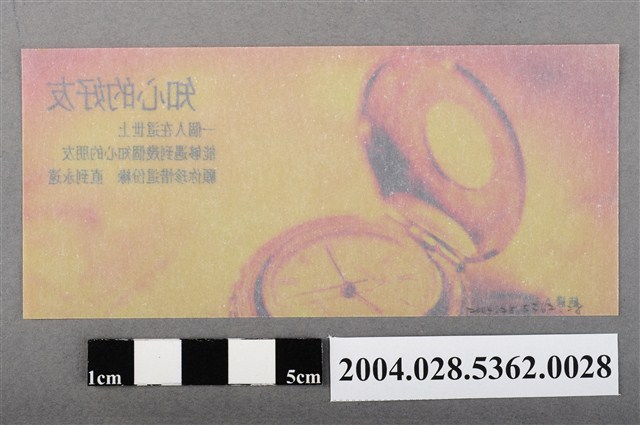 知心的好友
一個人在這世上
能夠遇到幾個知心的朋友
願你珍惜這份緣 直到永遠
1cm
5cm
2004.028.5362.0028